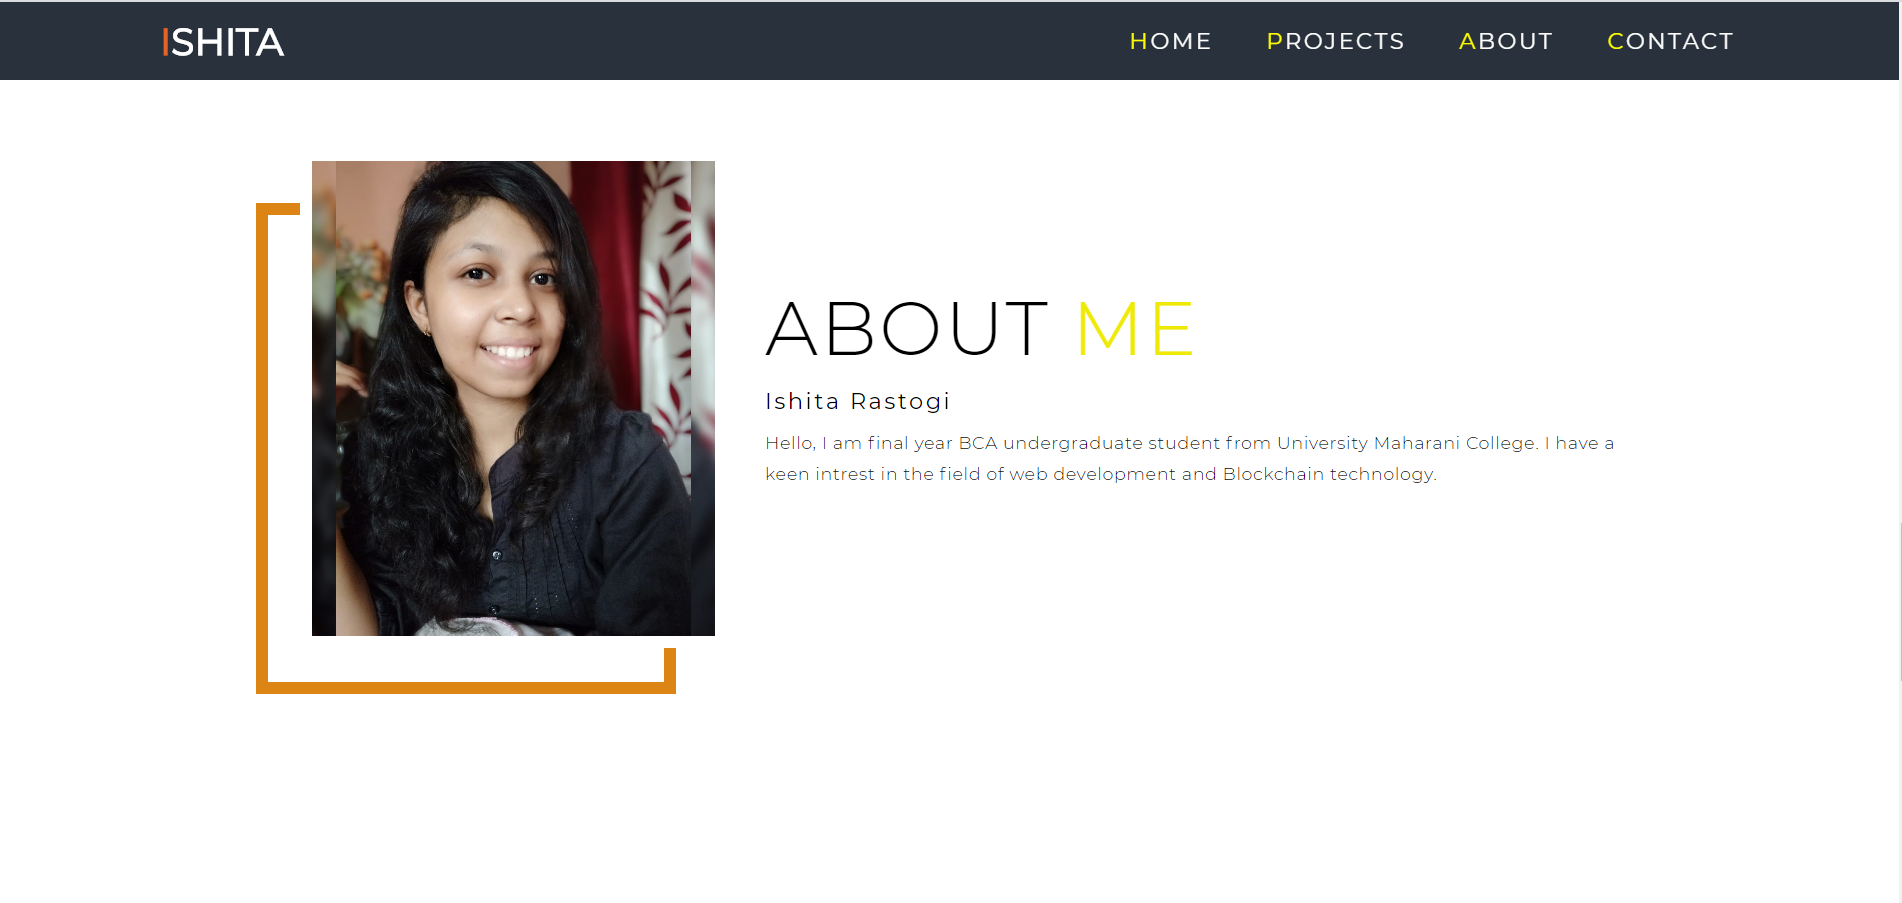 ISHITA
HOME PROJECTS ABOUT CONTACT
ABOUT ME
Ishita Rastogi
Hello, I am final year BCA undergraduate student from University Maharani College. I have a
keen intrest in the field of web development and Blockchain technology.